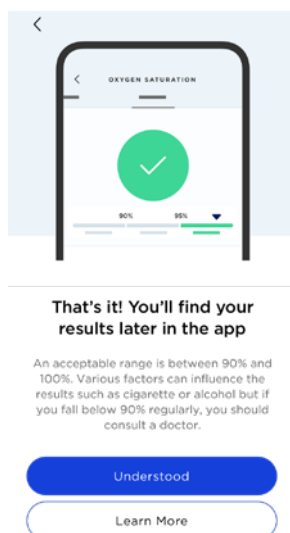 OXYGEN SATURATION
90% 95%
That's it! You'll find your
results later in the app
An acceptable range is between 90% and
100%. Various factors can influence the
results such as cigarette or alcohol but if
you fall below 90% regularly, you should
consult a doctor.
Understood
Learn More